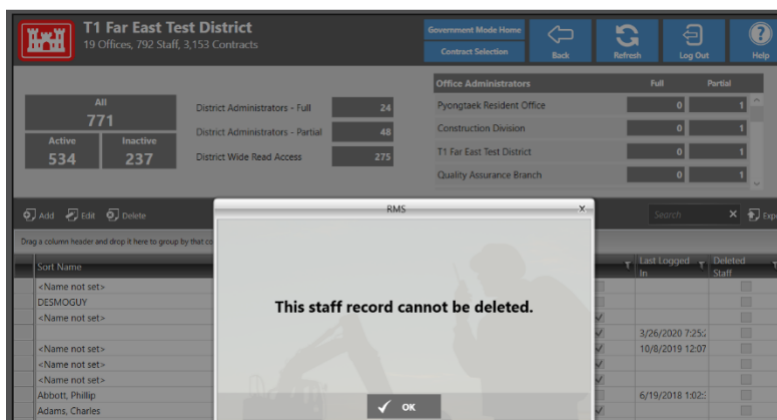 T1 Far East Test District
19 Offices, 792 Staff, 3,153 Contracts
Government Mode Home
Contract Selection
Back
Refresh
Log Out
Help
All
771
Active
534
Inactive
237
District Administrators - Full 24
District Administrators - Partial 48
District Wide Read Access 275
Office Administrators Full Partial
Pyongtaek Resident Office 0 1
Construction Division 0 1
T1 Far East Test District 0 1
Quality Assurance Branch 0 1
Add Edit Delete
Search
Drag a column header and drop it here to group by that co
RMS
This staff record cannot be deleted.
OK
Sort Name
Last Logged In
Deleted Staff
<Name not set>
DESMOGUY
<Name not set>
3/26/2020 7:25:
<Name not set> 10/8/2019 12:07
<Name not set>
<Name not set>
Abbott, Phillip 6/19/2018 1:02:
Adams, Charles